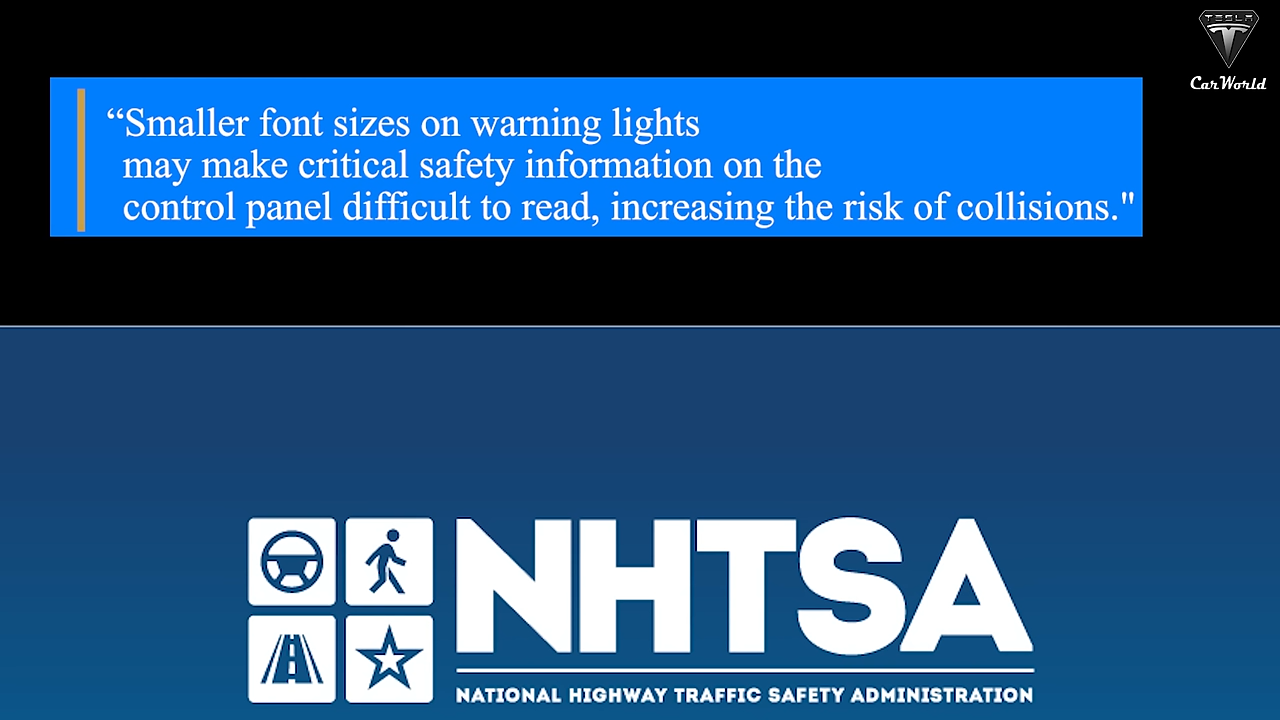 TESLA
CarWorld
“Smaller font sizes on warning lights
may make critical safety information on the
control panel difficult to read, increasing the risk of collisions."
NHTSA
NATIONAL HIGHWAY TRAFFIC SAFETY ADMINISTRATION